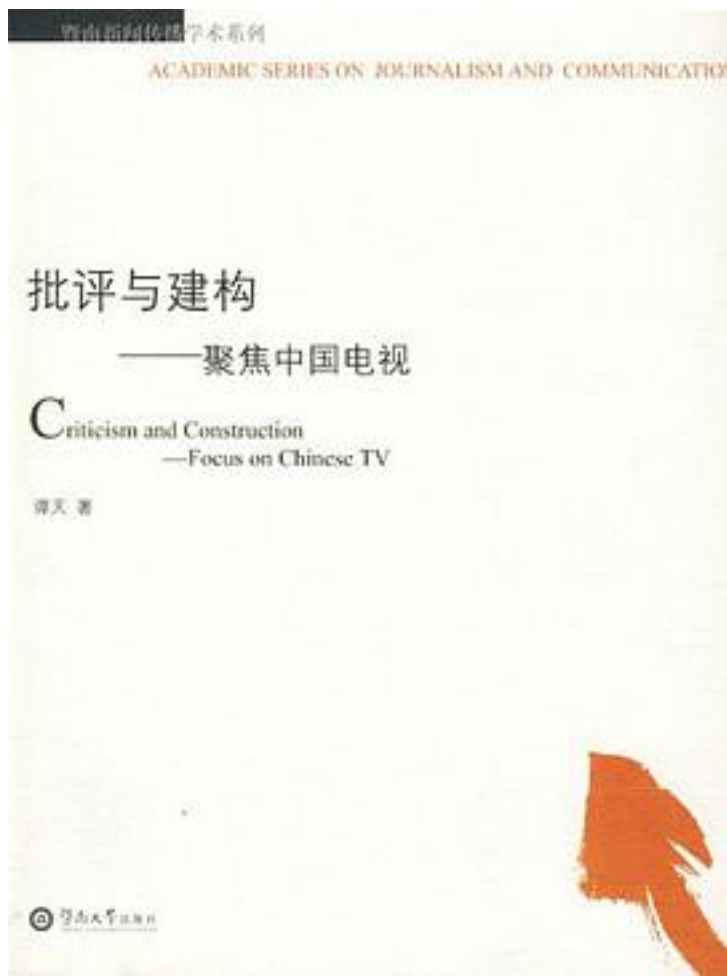 暨南新闻传播学术系列
ACADEMIC SERIES ON JOURNALISM AND COMMUNICATION
批评与建构
——聚焦中国电视
Criticism and Construction
—Focus on Chinese TV
谭天 著
暨南大学出版社